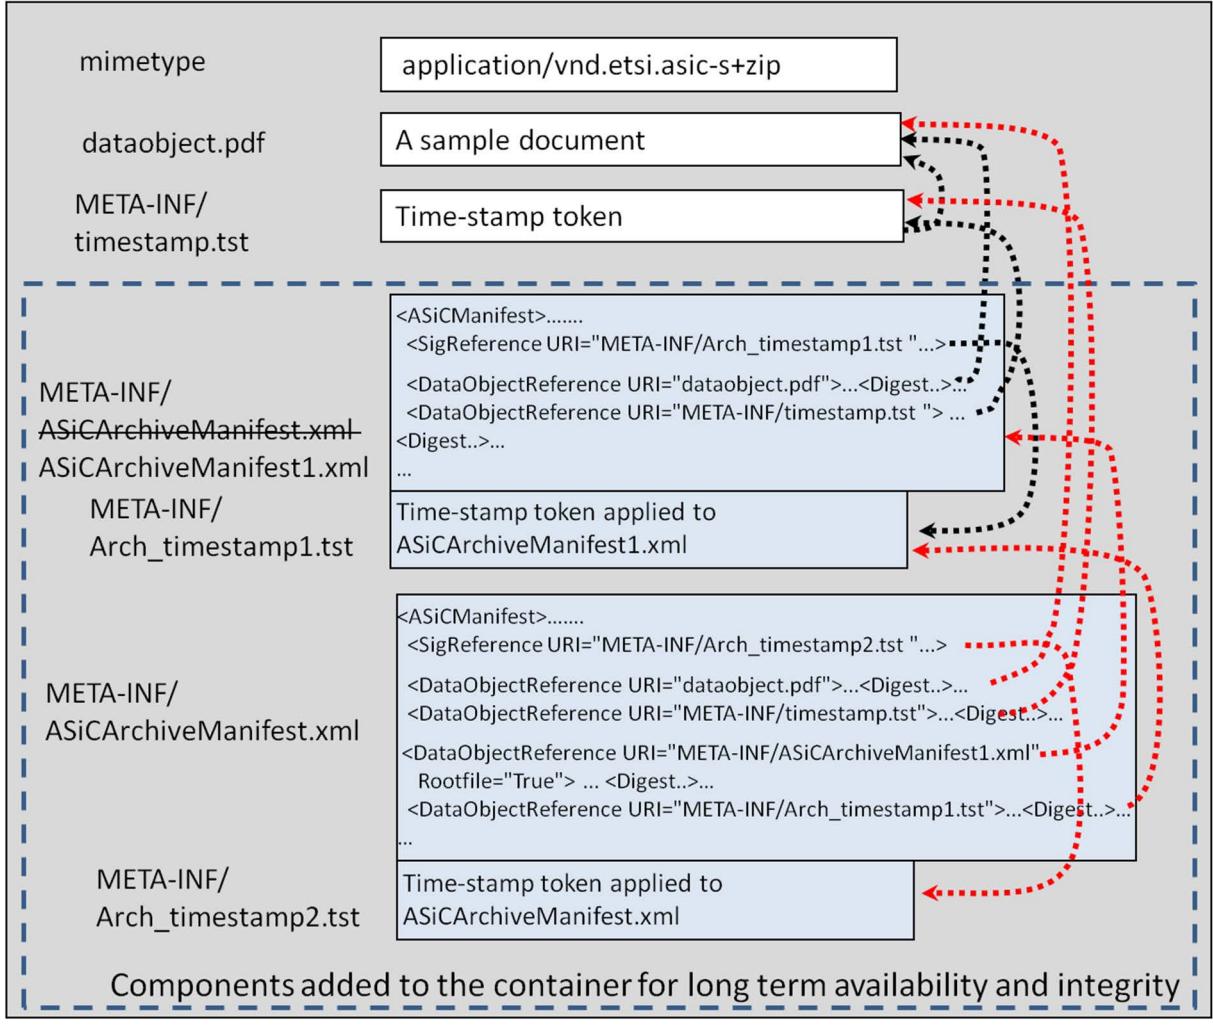 mimetype
application/vnd.etsi.asic-s+zip
dataobject.pdf
A sample document
META-INF/
timestamp.tst
Time-stamp token
META-INF/
ASiCArchiveManifest.xml
ASiCArchiveManifest1.xml
<ASiCManifest>.......
<SigReference URI="META-INF/Arch_timestamp1.tst "...>
<DataObjectReference URI="dataobject.pdf">...<Digest..>...
<DataObjectReference URI="META-INF/timestamp.tst "> ...
<Digest..>...
...
META-INF/
Arch_timestamp1.tst
Time-stamp token applied to
ASiCArchiveManifest1.xml
META-INF/
ASiCArchiveManifest.xml
<ASiCManifest>.......
<SigReference URI="META-INF/Arch_timestamp2.tst "...>
<DataObjectReference URI="dataobject.pdf">...<Digest..>...
<DataObjectReference URI="META-INF/timestamp.tst">...<Digest..>...
<DataObjectReference URI="META-INF/ASiCArchiveManifest1.xml"
Rootfile="True"> ... <Digest..>...
<DataObjectReference URI="META-INF/Arch_timestamp1.tst">...<Digest..>...
...
META-INF/
Arch_timestamp2.tst
Time-stamp token applied to
ASiCArchiveManifest.xml
Components added to the container for long term availability and integrity